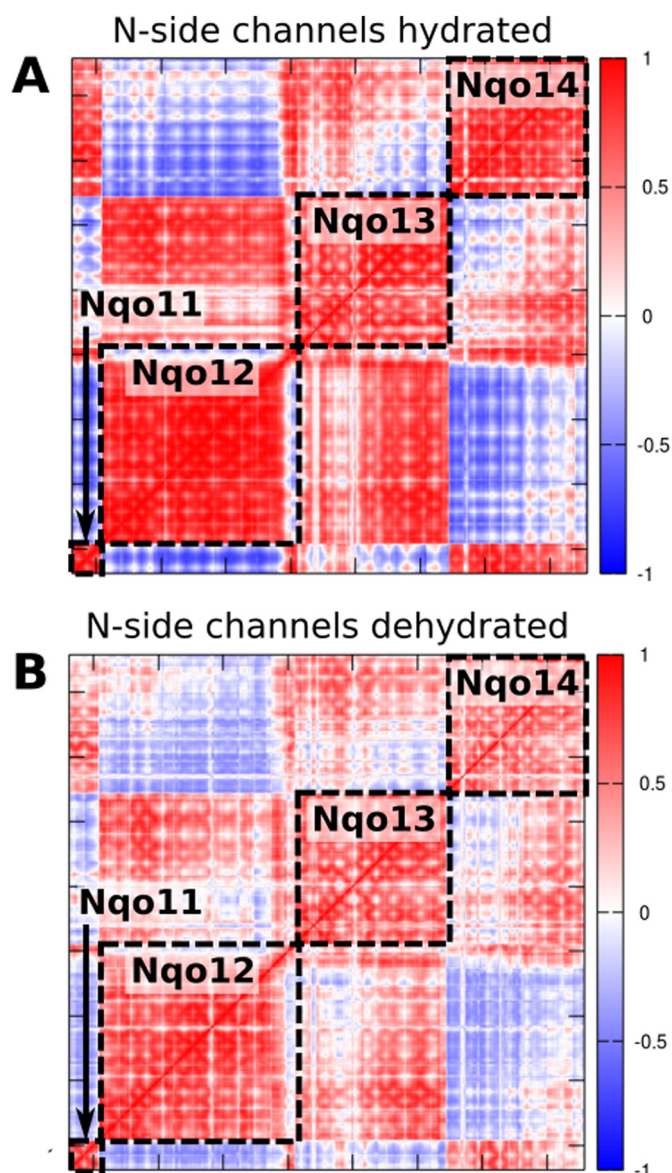 N-side channels hydrated
A
Nqo14
Nqo13
Nqo11
Nqo12
1
0.5
0
-0.5
-1
N-side channels dehydrated
B
Nqo14
Nqo13
Nqo11
Nqo12
1
0.5
0
-0.5
-1